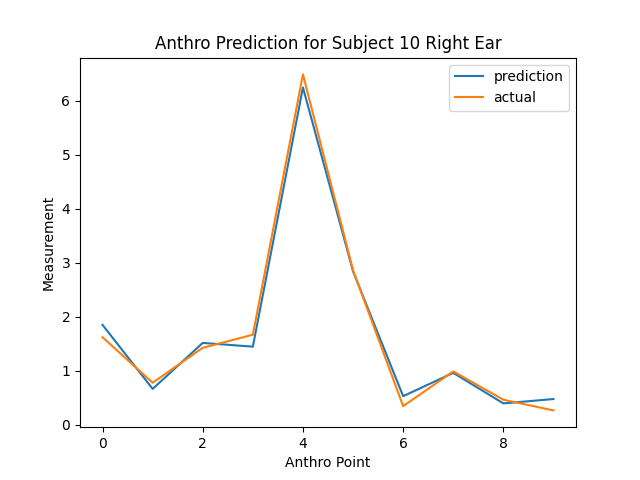 Anthro Prediction for Subject 10 Right Ear
prediction
actual
6
5
4
3
2
1
0
Measurement
0 2 4 6 8
Anthro Point